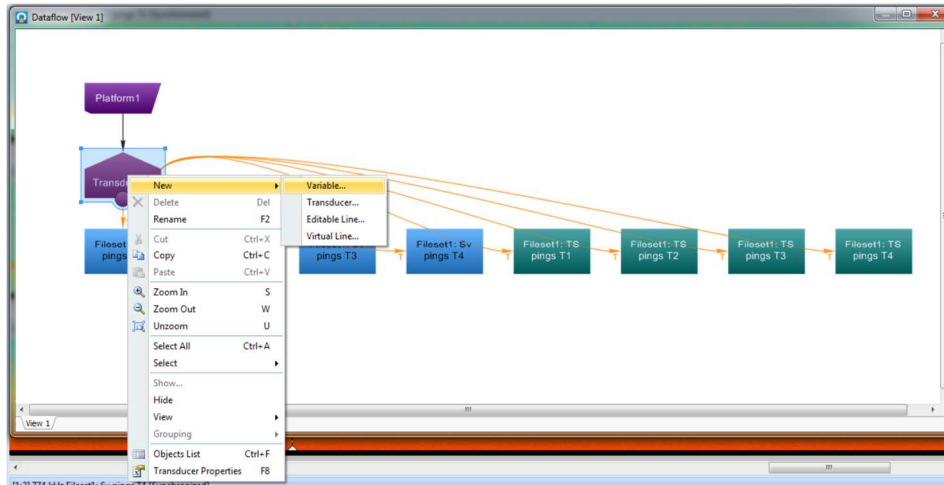 Dataflow [View 1]
Platform1
New
Delete Del
Rename F2
Cut Ctrl+X
Copy Ctrl+C
Paste Ctrl+V
Zoom In S
Zoom Out W
Unzoom U
Select All Ctrl+A
Select
Show...
Hide
View
Grouping
Objects List Ctrl+F
Transducer Properties F8
Variable...
Transducer...
Editable Line...
Virtual Line...
pings T3
Fileset1: Sv
pings T4
Fileset1: TS
pings T1
Fileset1: TS
pings T2
Fileset1: TS
pings T3
Fileset1: TS
pings T4
View 1